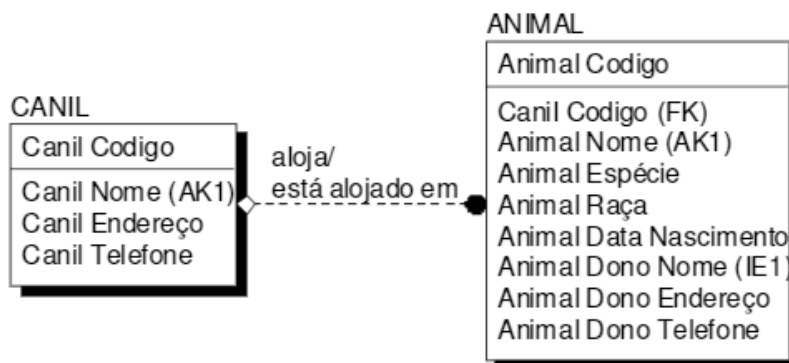 CANIL
Canil Codigo
Canil Nome (AK1)
Canil Endereço
Canil Telefone
aloja/
está alojado em
ANIMAL
Animal Codigo
Canil Codigo (FK)
Animal Nome (AK1)
Animal Espécie
Animal Raça
Animal Data Nascimento
Animal Dono Nome (IE1)
Animal Dono Endereço
Animal Dono Telefone